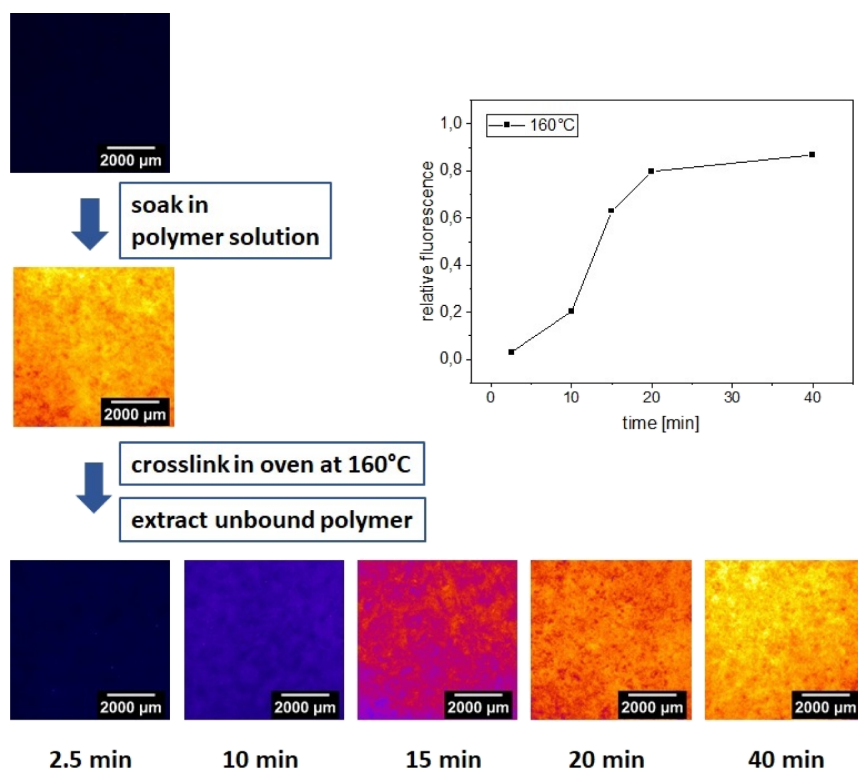 2000 µm
soak in
polymer solution
2000 µm
crosslink in oven at 160°C
extract unbound polymer
1,0
0,8
0,6
0,4
0,2
0,0
relative fluorescence
160°C
0 10 20 30 40
time [min]
2000 µm 2000 µm 2000 µm 2000 µm 2000 µm
2.5 min 10 min 15 min 20 min 40 min